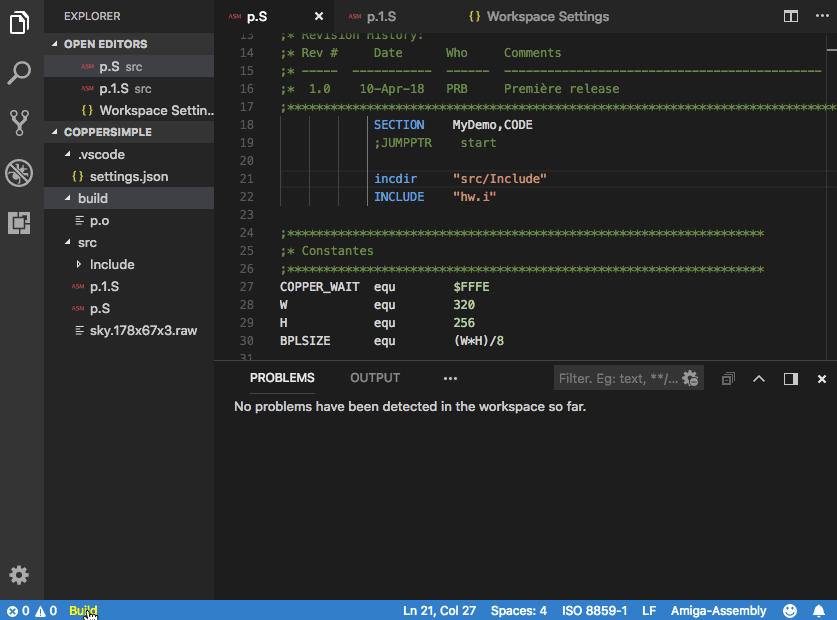 EXPLORER
OPEN EDITORS
ASM p.S src
ASM p.1.S src
{} Workspace Settin...
COPPERSIMPLE
.vscode
{} settings.json
build
p.o
src
Include
ASM p.1.S
ASM p.S
sky.178x67x3.raw
ASM p.S × ASM p.1.S {} Workspace Settings ...
13 ;* Revision History:
14 ;* Rev # Date Who Comments
15 ;* ----- ----------- ------ --------------------------------------------
16 ;* 1.0 10-Apr-18 PRB Première release
17 ;*****************************************************************************
18 SECTION MyDemo,CODE
19 ;JUMPPTR start
20
21 incdir "src/Include"
22 INCLUDE "hw.i"
23
24 ;******************************************************************
25 ;* Constantes
26 ;******************************************************************
27 COPPER_WAIT equ $FFFE
28 W equ 320
29 H equ 256
30 BPLSIZE equ (W*H)/8
31
PROBLEMS OUTPUT ... Filter. Eg: text, **/...
No problems have been detected in the workspace so far.
0 0 Build Ln 21, Col 27 Spaces: 4 ISO 8859-1 LF Amiga-Assembly